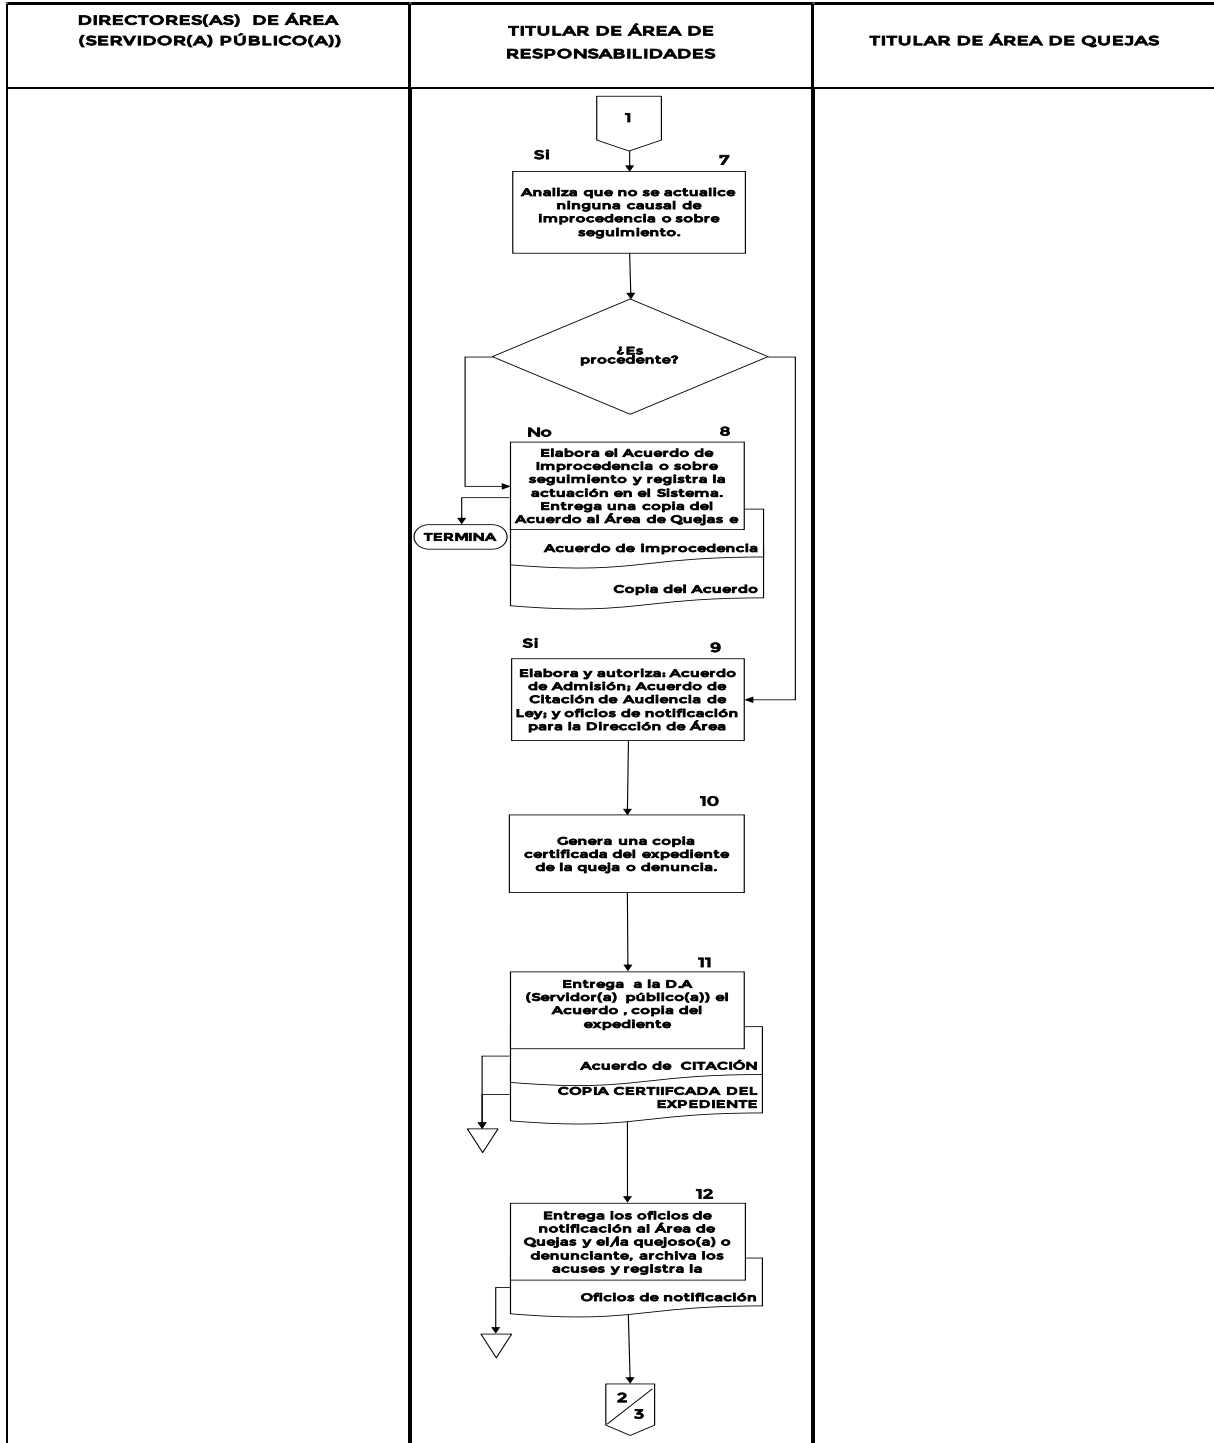 DIRECTORES(AS) DE ÁREA
(SERVIDOR(A) PÚBLICO(A))
TITULAR DE ÁREA DE
RESPONSABILIDADES
TITULAR DE ÁREA DE QUEJAS
1
Si
7
Analiza que no se actualice
ninguna causal de
improcedencia o sobre
seguimiento.
¿Es
procedente?
No
8
Elabora el Acuerdo de
Improcedencia o sobre
seguimiento y registra la
actuación en el Sistema.
Entrega una copia del
Acuerdo al Área de Quejas e
TERMINA
Acuerdo de improcedencia
Copia del Acuerdo
Si
9
Elabora y autoriza: Acuerdo
de Admisión; Acuerdo de
Citación de Audiencia de
Ley; y oficios de notificación
para la Dirección de Área
10
Genera una copia
certificada del expediente
de la queja o denuncia.
11
Entrega a la D.A
(Servidor(a) público(a)) el
Acuerdo , copia del
expediente
Acuerdo de CITACIÓN
COPIA CERTIIFCADA DEL
EXPEDIENTE
12
Entrega los oficios de
notificación al Área de
Quejas y el/la quejoso(a) o
denunciante, archiva los
acuses y registra la
Oficios de notificación
2
3